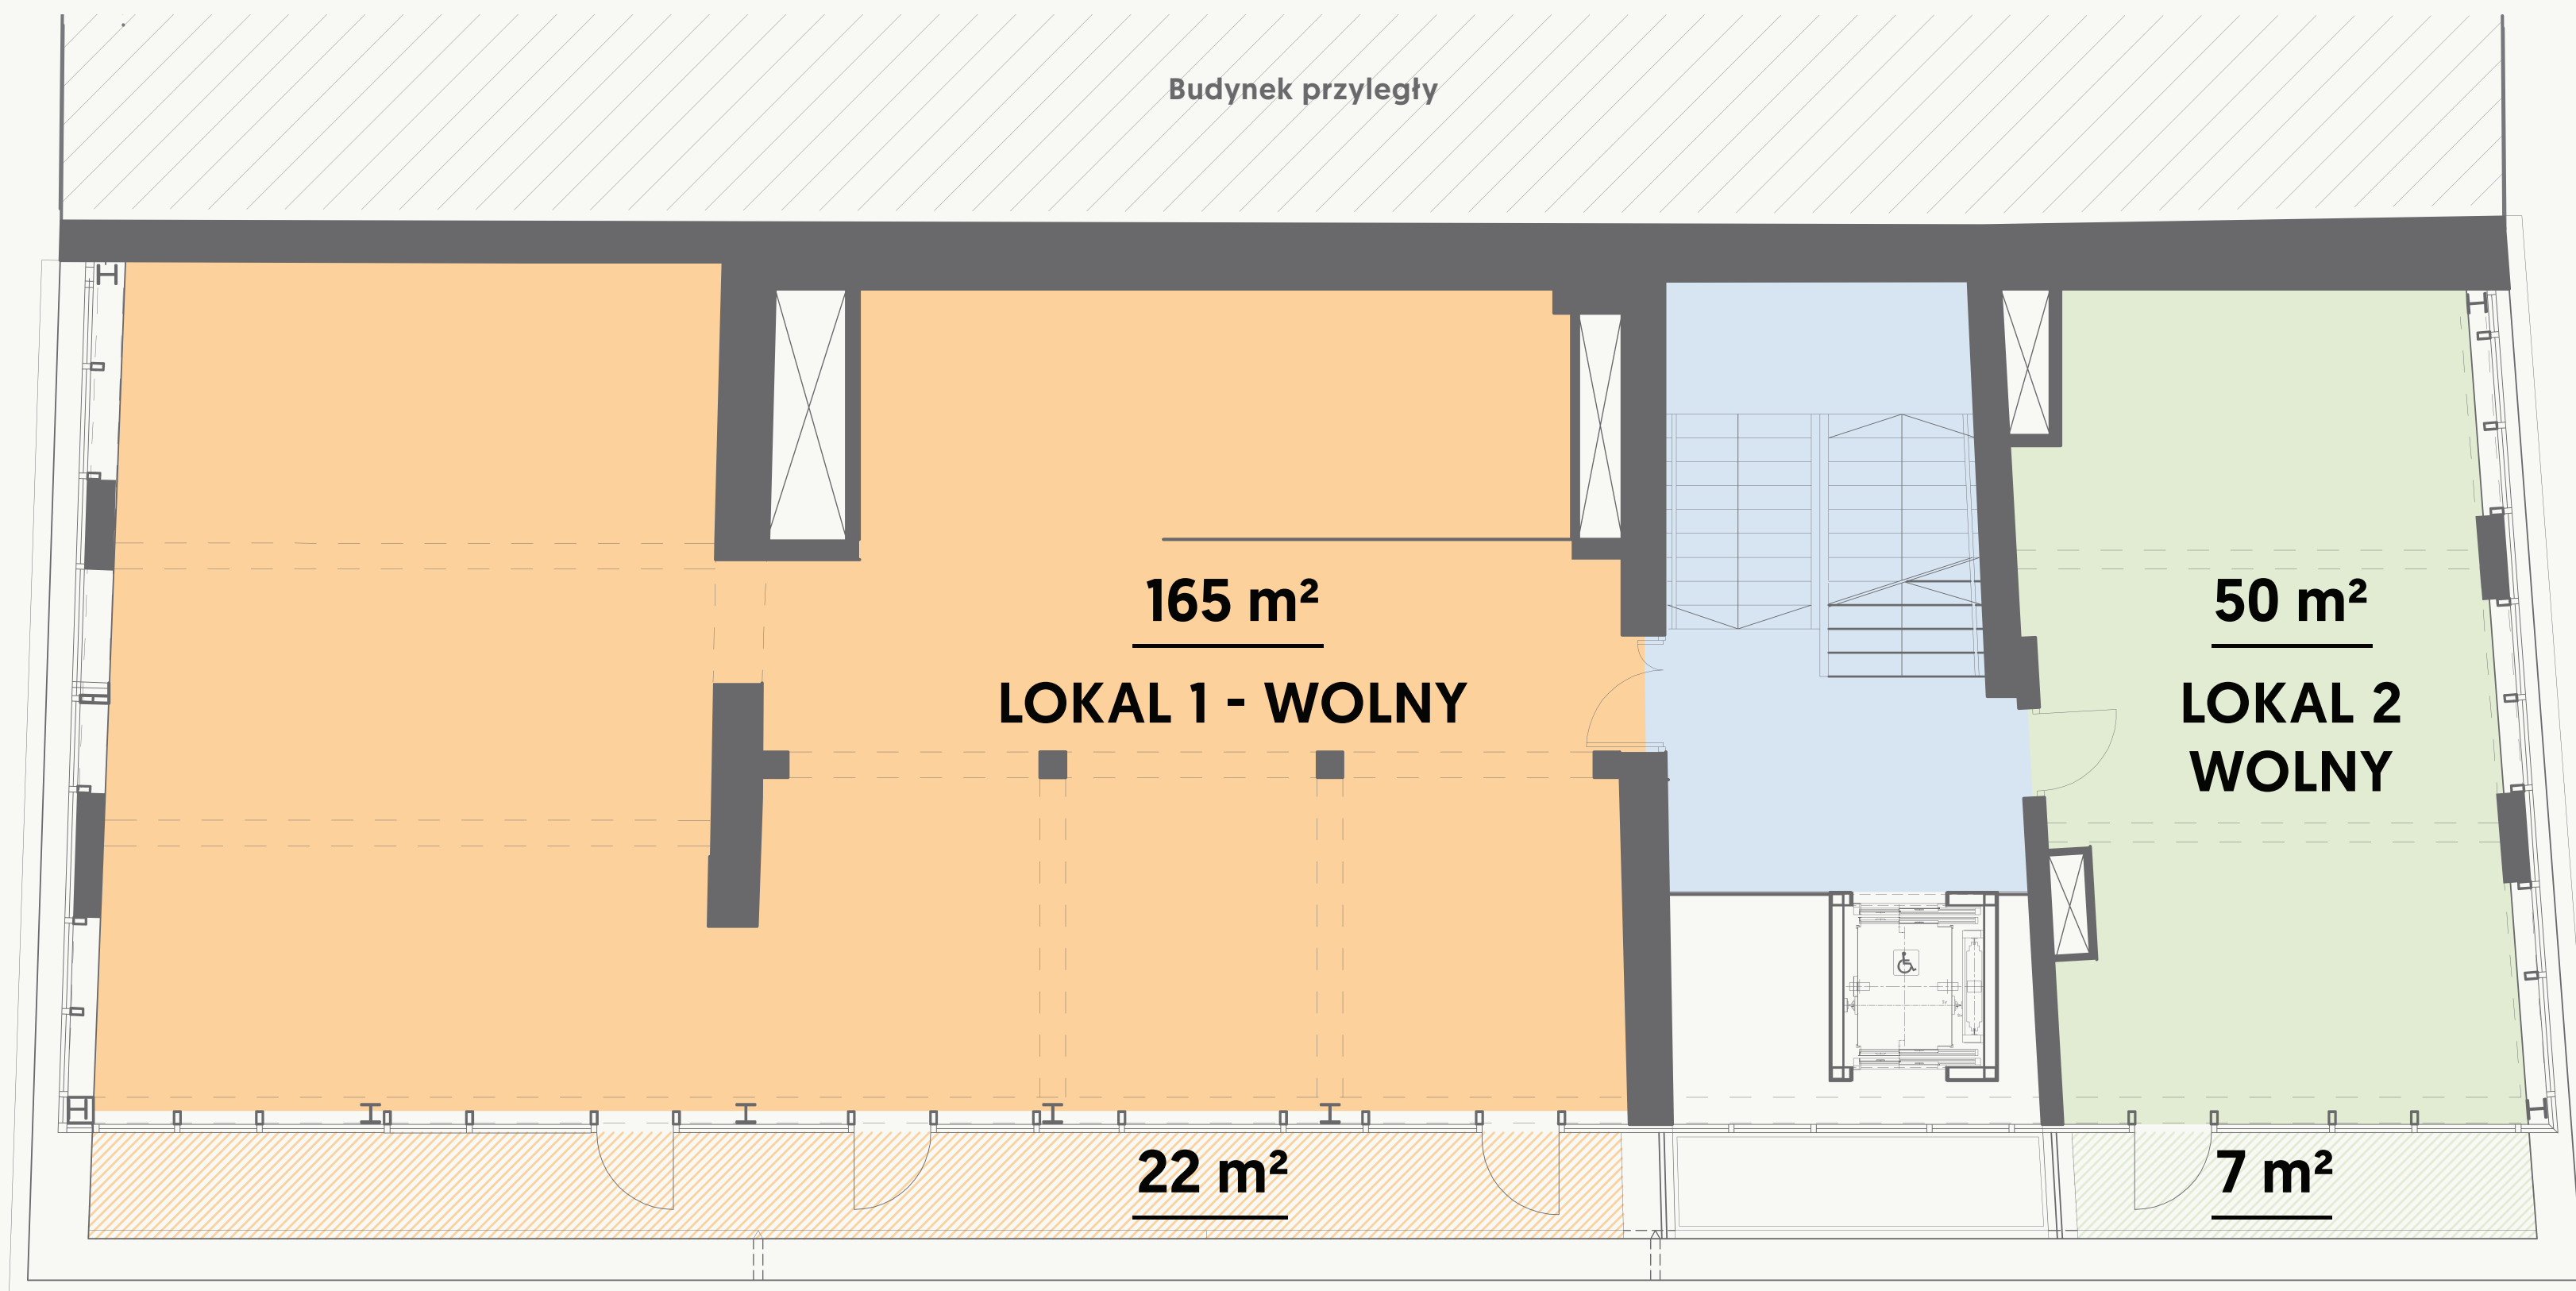 Budynek przyległy
165 m²
LOKAL 1 - WOLNY
50 m²
LOKAL 2
WOLNY
22 m²
7 m²